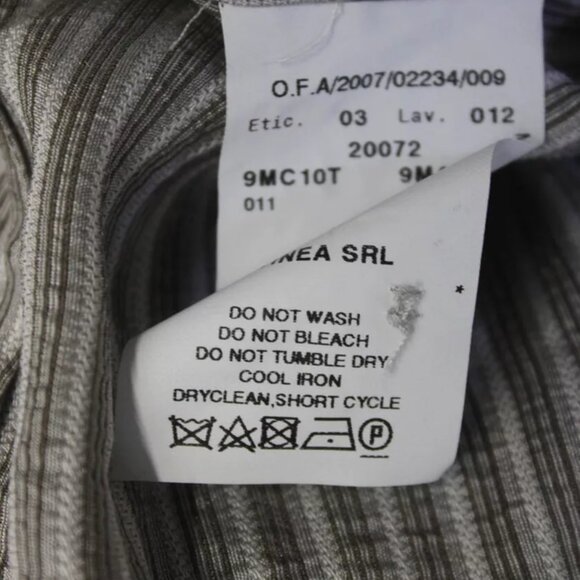 O.F.A/2007/02234/009
Etic. 03 Lav. 012
20072
9MC10T
011
SRL
*
DO NOT WASH
DO NOT BLEACH
DO NOT TUMBLE DRY
COOL IRON
DRYCLEAN,SHORT CYCLE
P